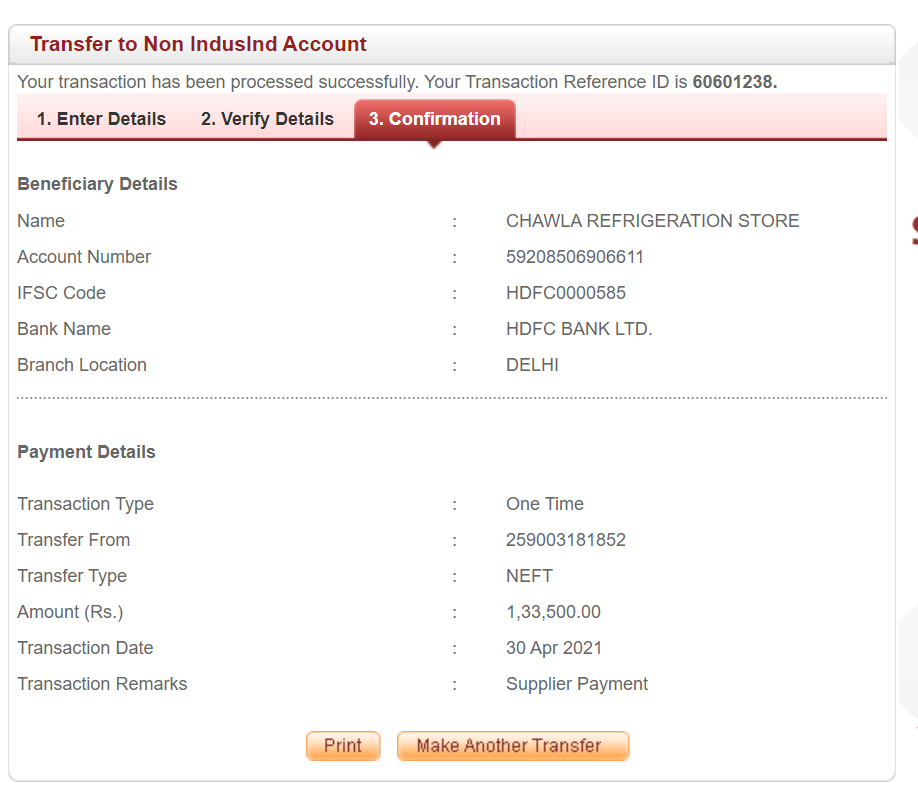 Transfer to Non IndusInd Account
Your transaction has been processed successfully. Your Transaction Reference ID is 60601238.
1. Enter Details 2. Verify Details 3. Confirmation
Beneficiary Details
Name : CHAWLA REFRIGERATION STORE
Account Number : 59208506906611
IFSC Code : HDFC0000585
Bank Name : HDFC BANK LTD.
Branch Location : DELHI
Payment Details
Transaction Type : One Time
Transfer From : 259003181852
Transfer Type : NEFT
Amount (Rs.) : 1,33,500.00
Transaction Date : 30 Apr 2021
Transaction Remarks : Supplier Payment
Print Make Another Transfer